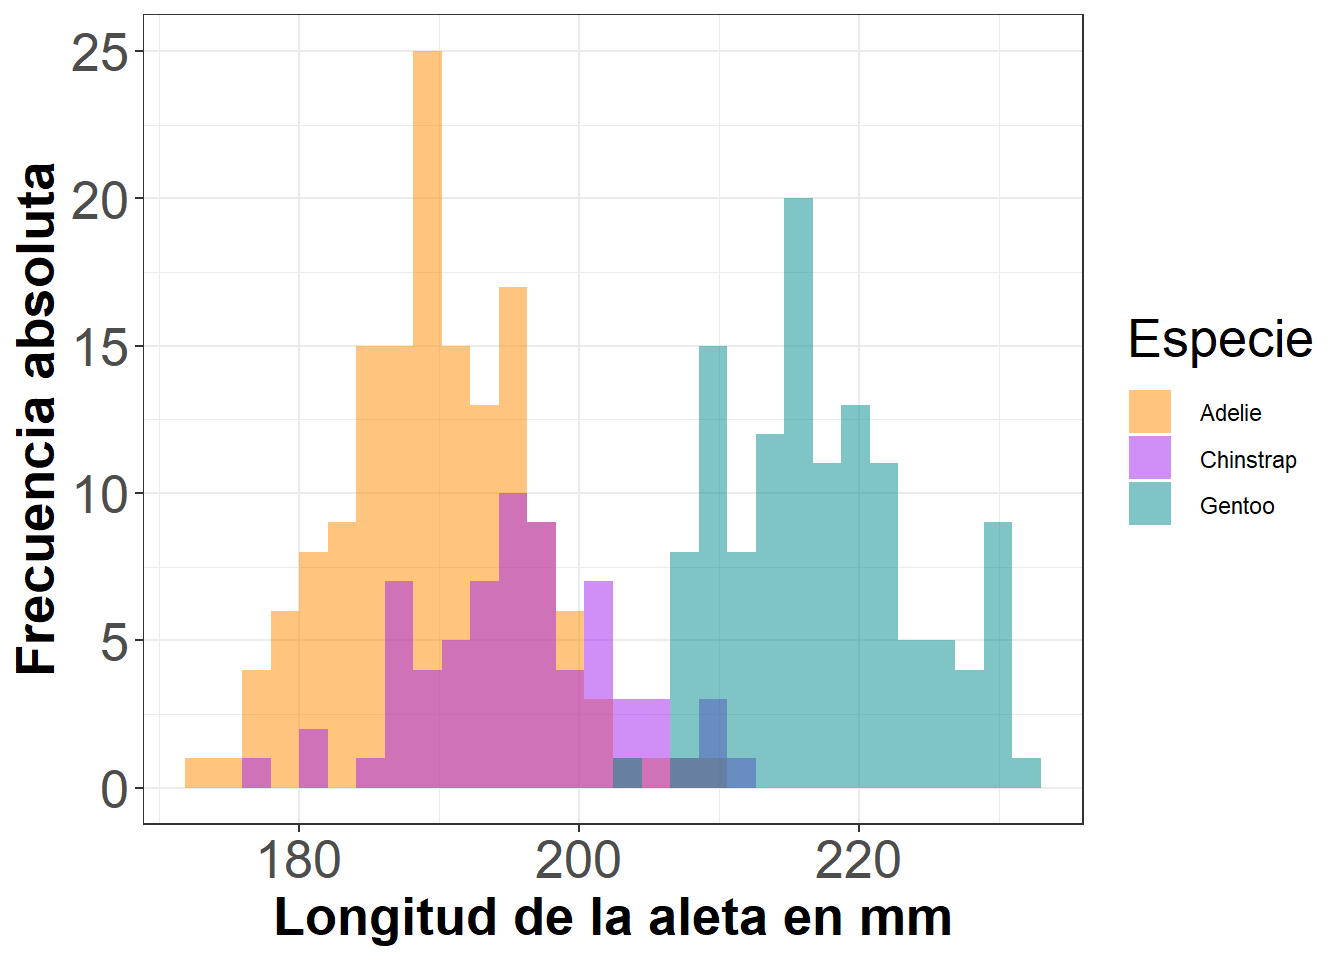 Frecuencia absoluta
25
20
15
10
5
0
180 200 220
Longitud de la aleta en mm
Especie
Adelie
Chinstrap
Gentoo